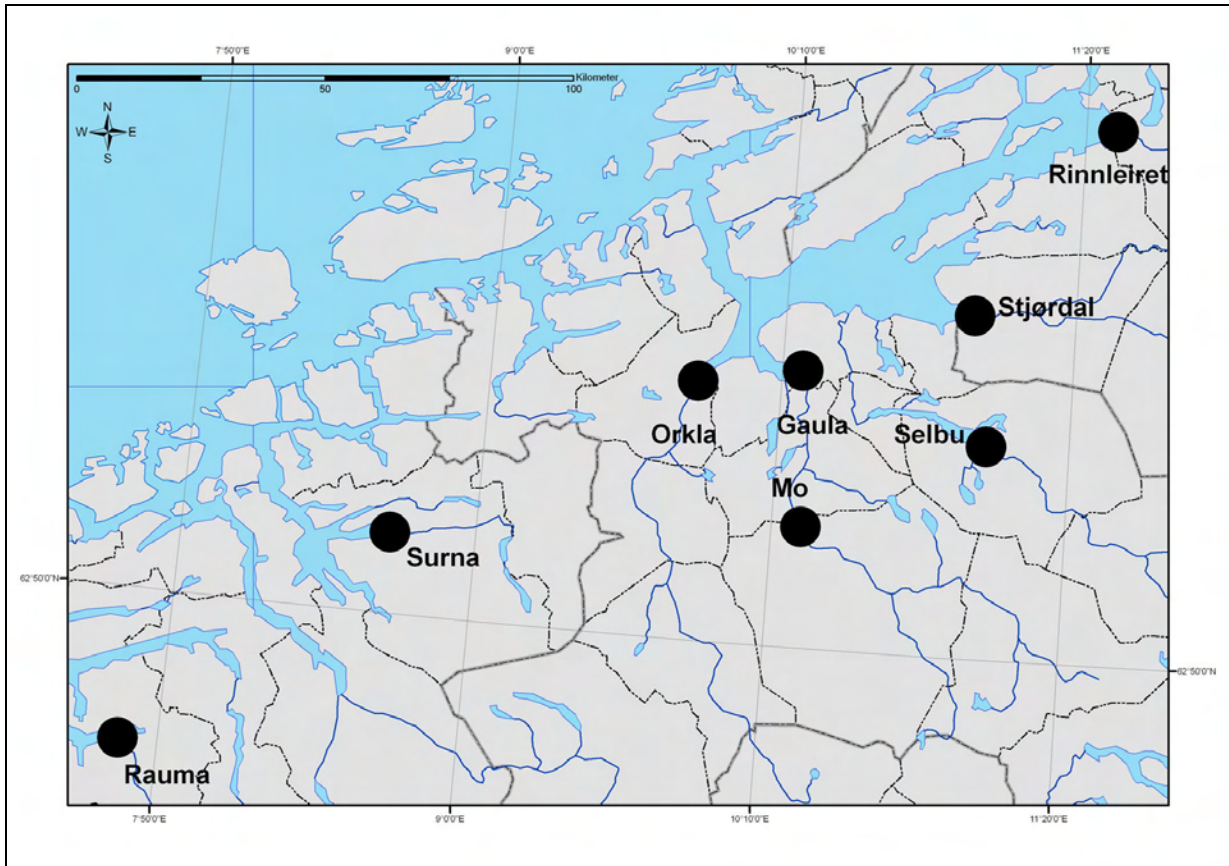 7°50'0"E
9°0'0"E
10°10'0"E
11°20'0"E
Kilometer
0
50
100
N
W
E
S
Rinnleiret
Stjørdal
Orkla
Gaula
Selbu
Mo
Surna
62°50'0"N
62°50'0"N
Rauma
7°50'0"E
9°0'0"E
10°10'0"E
11°20'0"E